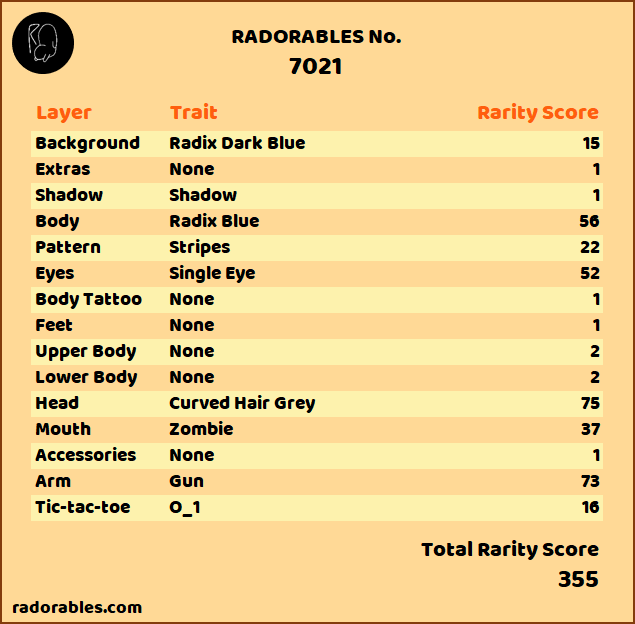 RADORABLES No.
7021
Layer Trait Rarity Score
Background Radix Dark Blue 15
Extras None 1
Shadow Shadow 1
Body Radix Blue 56
Pattern Stripes 22
Eyes Single Eye 52
Body Tattoo None 1
Feet None 1
Upper Body None 2
Lower Body None 2
Head Curved Hair Grey 75
Mouth Zombie 37
Accessories None 1
Arm Gun 73
Tic-tac-toe O_1 16
Total Rarity Score
355
radorables.com